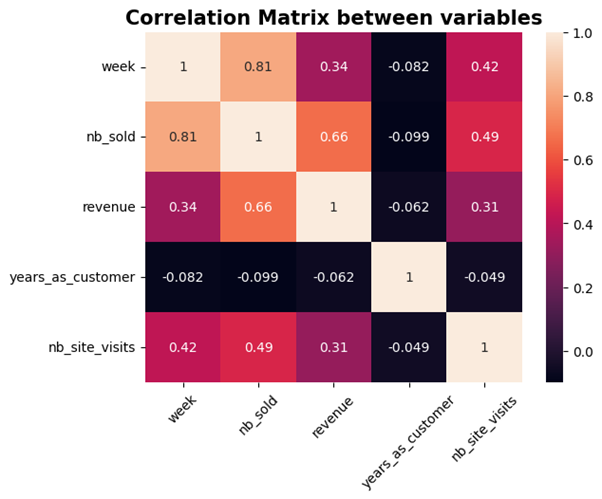 Correlation Matrix between variables
week 1 0.81 0.34 -0.082 0.42
nb_sold 0.81 1 0.66 -0.099 0.49
revenue 0.34 0.66 1 -0.062 0.31
years_as_customer -0.082 -0.099 -0.062 1 -0.049
nb_site_visits 0.42 0.49 0.31 -0.049 1
week nb_sold revenue years_as_customer nb_site_visits
1.0
0.8
0.6
0.4
0.2
0.0